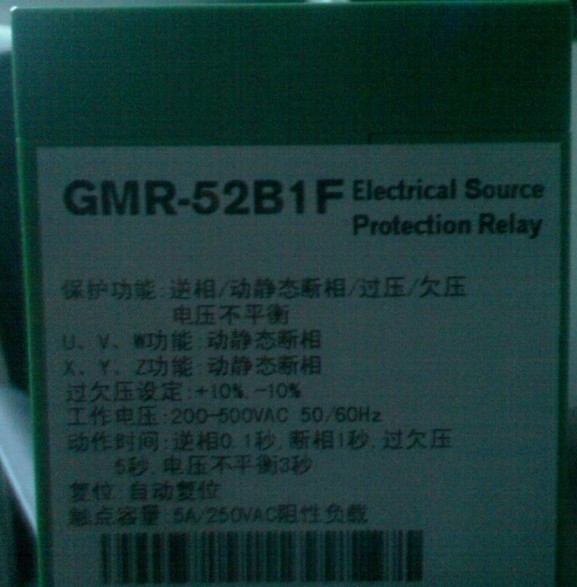 GMR-52B1F Electrical Source
Protection Relay
保护功能:逆相/动静态断相/过压/欠压
电压不平衡
U、V、W功能:动静态断相
X、Y、Z功能:动静态断相
过欠压设定:+10%.-10%
工作电压:200-500VAC 50/60Hz
动作时间:逆相0.1秒.断相1秒.过欠压
5秒.电压不平衡3秒
复位:自动复位
触点容量:5A/250VAC阻性负载